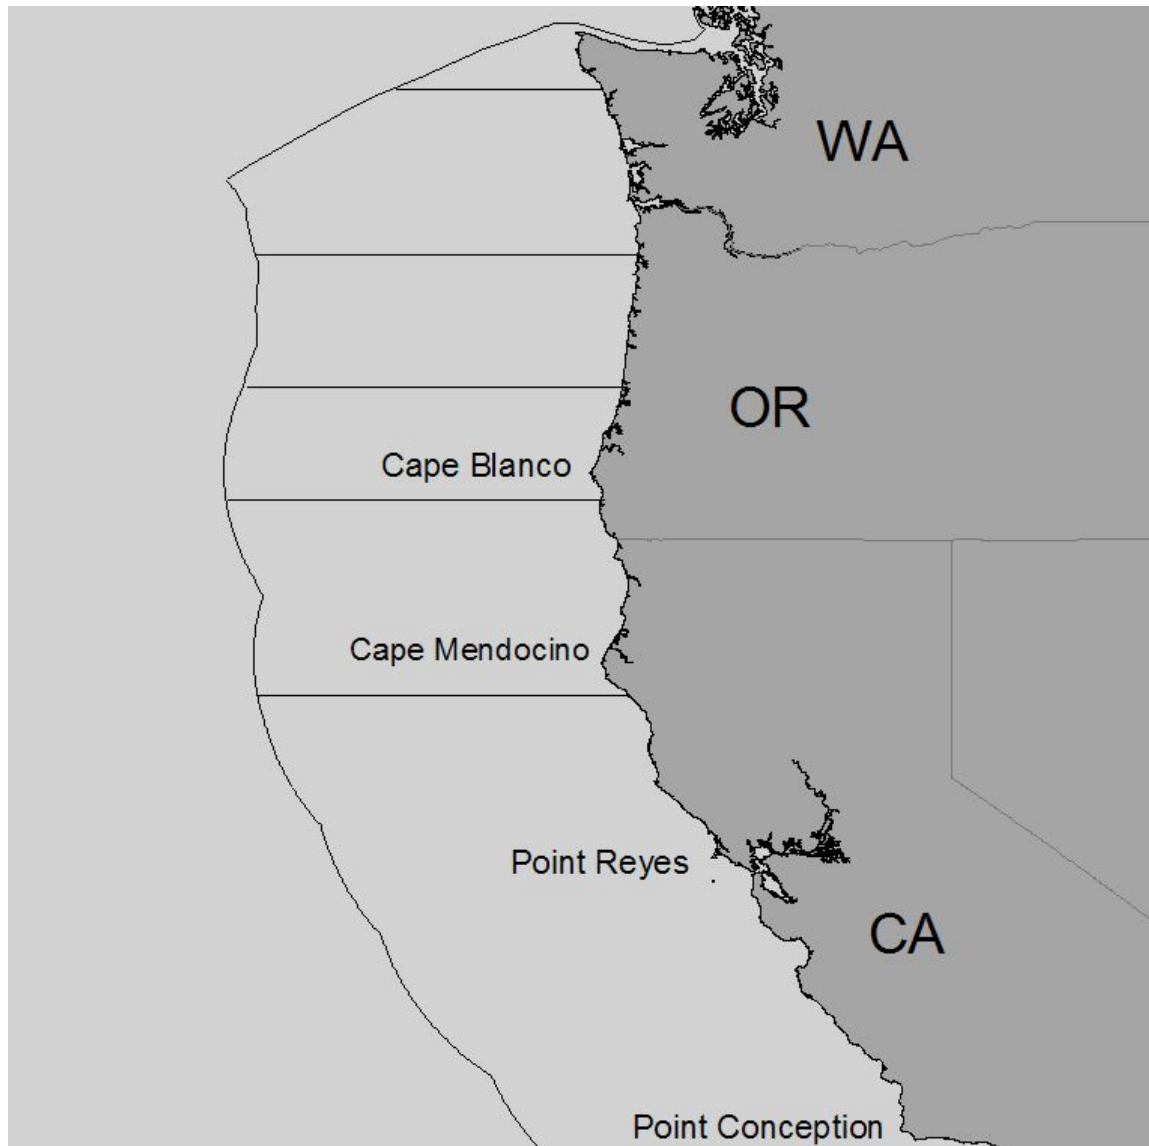 WA
OR
Cape Blanco
Cape Mendocino
Point Reyes
CA
Point Conception